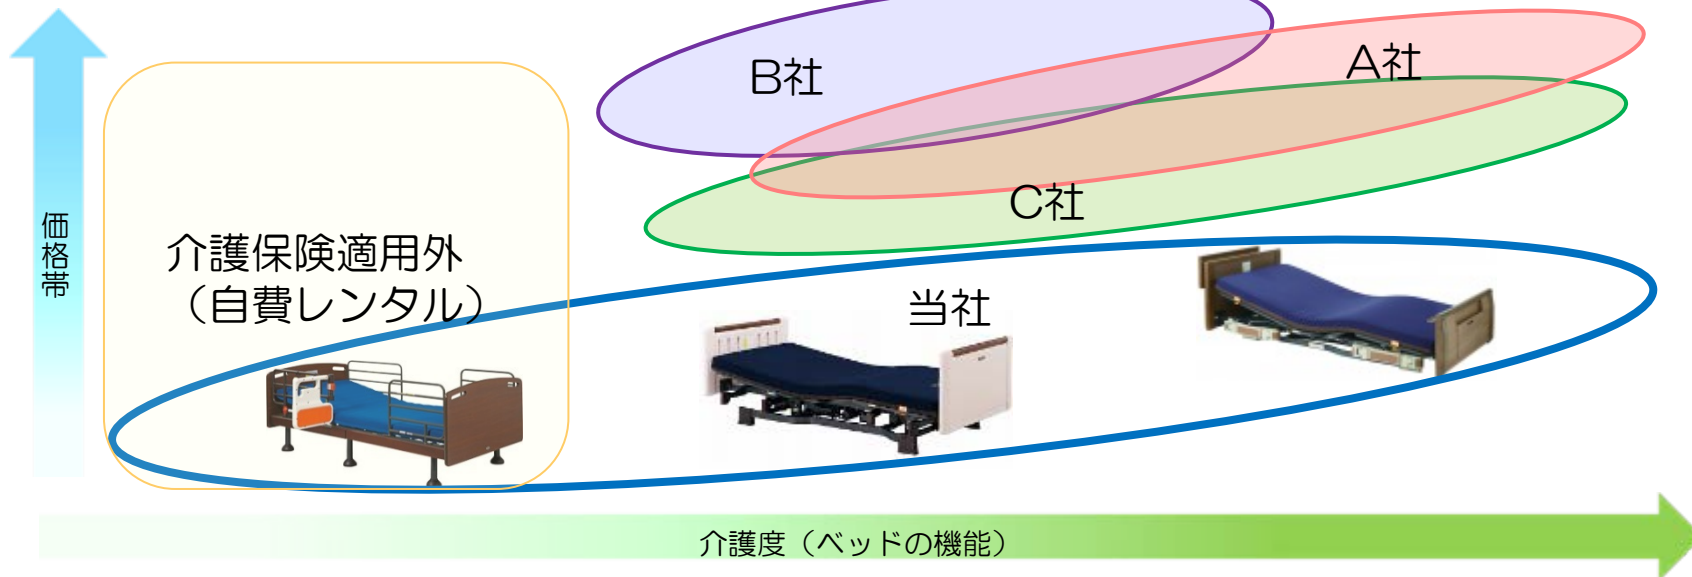 B社
A社
C社
価格帯
介護保険適用外
（自費レンタル）
当社
介護度（ベッドの機能）